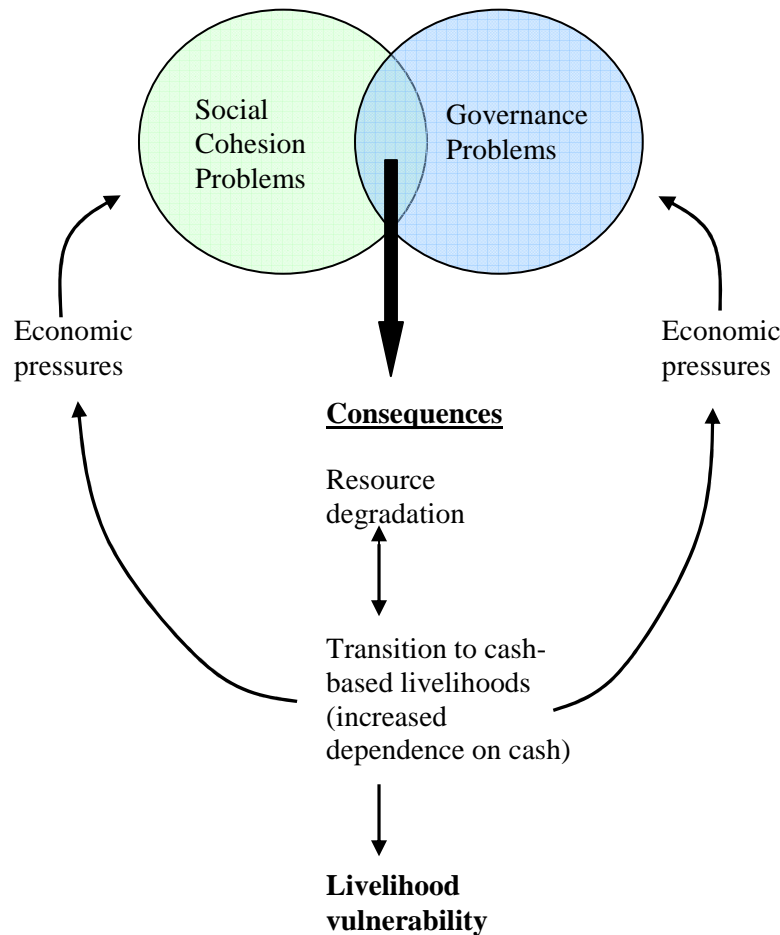 Social
Cohesion
Problems
Governance
Problems
Economic
pressures
Economic
pressures
Consequences
Resource
degradation
Transition to cash-
based livelihoods
(increased
dependence on cash)
Livelihood
vulnerability